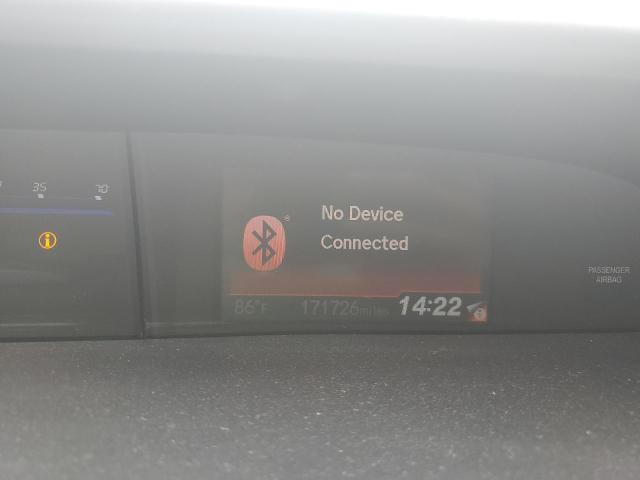 35 70
No Device
Connected
PASSENGER
AIRBAG
86°F 171726miles 14:22